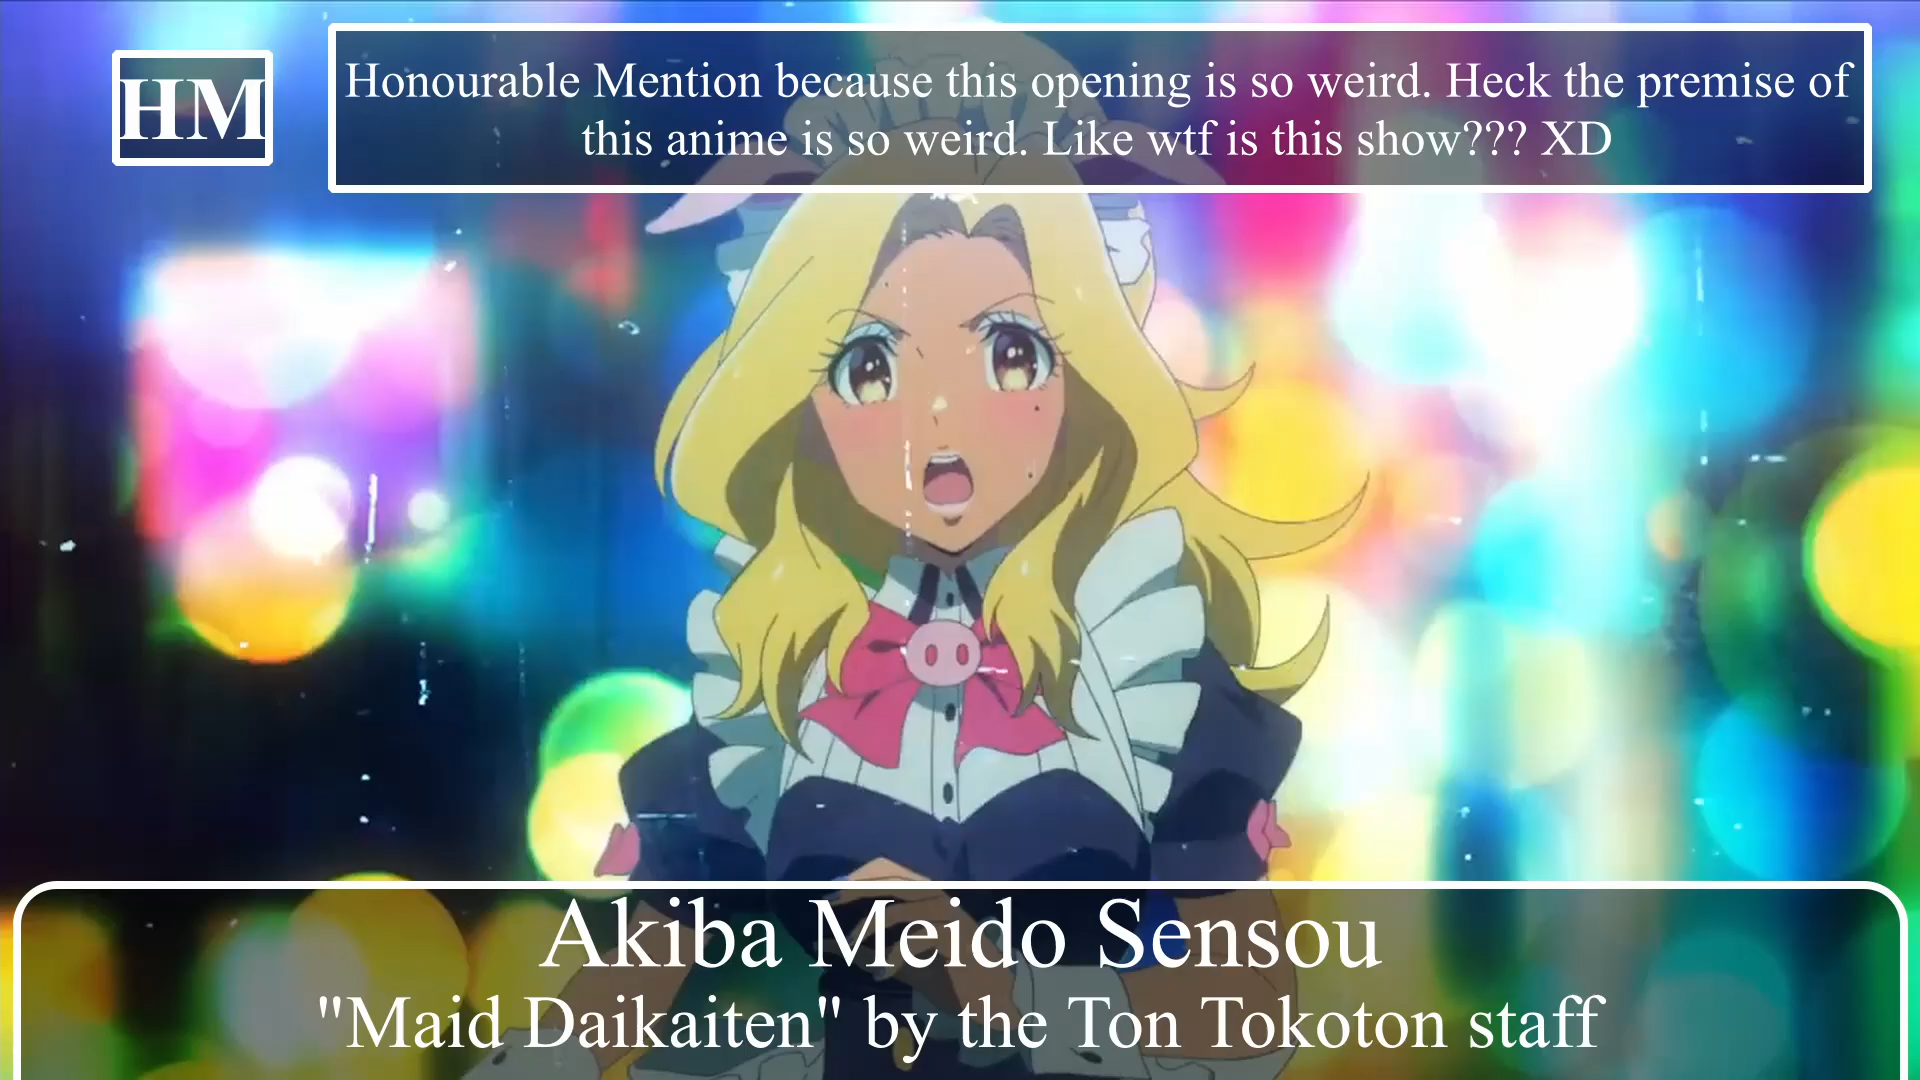 HM
Honourable Mention because this opening is so weird. Heck the premise of
this anime is so weird. Like wtf is this show??? XD
Akiba Meido Sensou
"Maid Daikaiten" by the Ton Tokoton staff